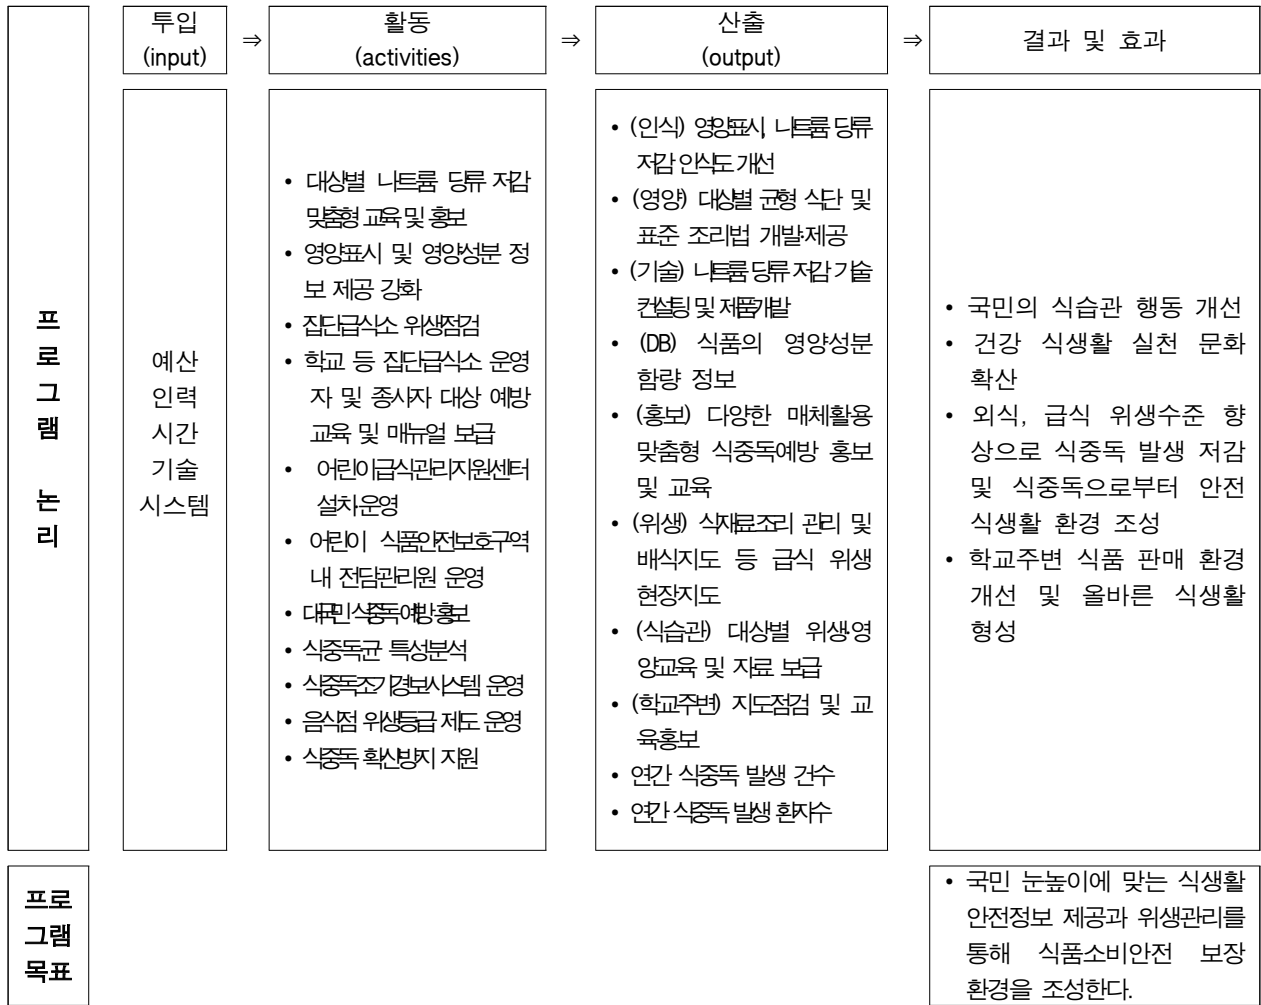 투입
(input)
⇒
활동
(activities)
⇒
산출
(output)
⇒
결과 및 효과
프
로
그
램
논
리
예산
인력
시간
기술
시스템
• 대상별 나트륨 당류 저감
맞춤형 교육 및 홍보
• 영양표시 및 영양성분 정
보 제공 강화
• 집단급식소 위생점검
• 학교 등 집단급식소 운영
자 및 종사자 대상 예방
교육 및 매뉴얼 보급
• 어린이급식관리지원센터
설치·운영
• 어린이 식품안전보호구역
내 전담관리원 운영
• 대국민 식중독 예방 홍보
• 식중독균 특성분석
• 식중독조기경보시스템 운영
• 음식점 위생등급 제도 운영
• 식중독 확산방지 지원
• (인식) 영양표시, 나트륨 당류
저감 인식도 개선
• (영양) 대상별 균형 식단 및
표준 조리법 개발·제공
• (기술) 나트륨 당류 저감 기술
컨설팅 및 제품개발
• (DB) 식품의 영양성분
함량 정보
• (홍보) 다양한 매체활용
맞춤형 식중독예방 홍보
및 교육
• (위생) 식재료조리 관리 및
배식지도 등 급식 위생
현장지도
• (식습관) 대상별 위생·영
양교육 및 자료 보급
• (학교주변) 지도점검 및 교
육홍보
• 연간 식중독 발생 건수
• 연간 식중독 발생 환자수
• 국민의 식습관 행동 개선
• 건강 식생활 실천 문화
확산
• 외식, 급식 위생수준 향
상으로 식중독 발생 저감
및 식중독으로부터 안전
식생활 환경 조성
• 학교주변 식품 판매 환경
개선 및 올바른 식생활
형성
프로
그램
목표
• 국민 눈높이에 맞는 식생활
안전정보 제공과 위생관리를
통해 식품소비안전 보장
환경을 조성한다.